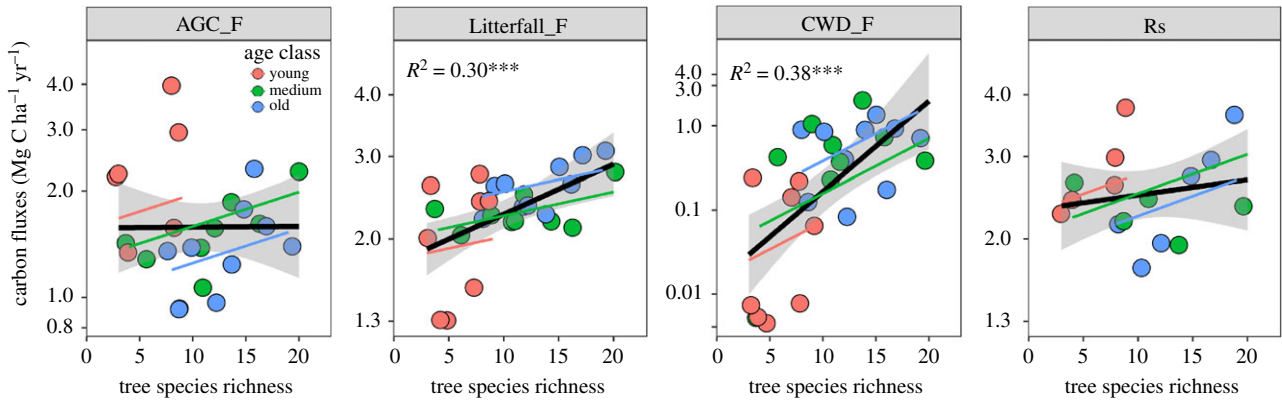 AGC_F
Litterfall_F
CWD_F
Rs
carbon fluxes (Mg C ha⁻¹ yr⁻¹)
4.0
3.0
2.0
1.0
0.8
age class
young
medium
old
0 5 10 15 20
tree species richness
R² = 0.30***
4.0
3.0
2.0
1.3
0 5 10 15 20
tree species richness
R² = 0.38***
4.0
3.0
1.0
0.1
0.01
0 5 10 15 20
tree species richness
4.0
3.0
2.0
1.3
0 5 10 15 20
tree species richness